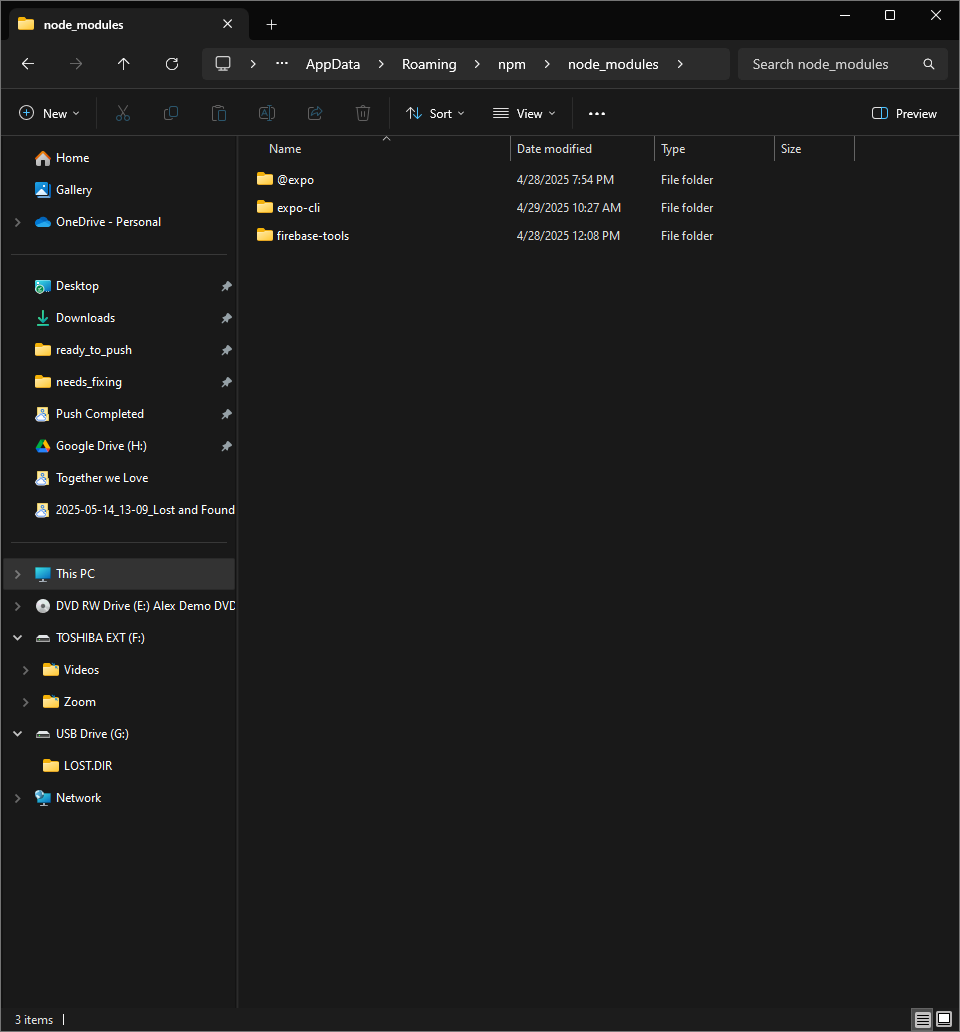 node_modules
AppData > Roaming > npm > node_modules >
Search node_modules
New
Sort
View
Preview
Home
Gallery
OneDrive - Personal
Desktop
Downloads
ready_to_push
needs_fixing
Push Completed
Google Drive (H:)
Together we Love
2025-05-14_13-09_Lost and Found
This PC
DVD RW Drive (E:) Alex Demo DVD
TOSHIBA EXT (F:)
Videos
Zoom
USB Drive (G:)
LOST.DIR
Network
Name Date modified Type Size
@expo 4/28/2025 7:54 PM File folder
expo-cli 4/29/2025 10:27 AM File folder
firebase-tools 4/28/2025 12:08 PM File folder
3 items